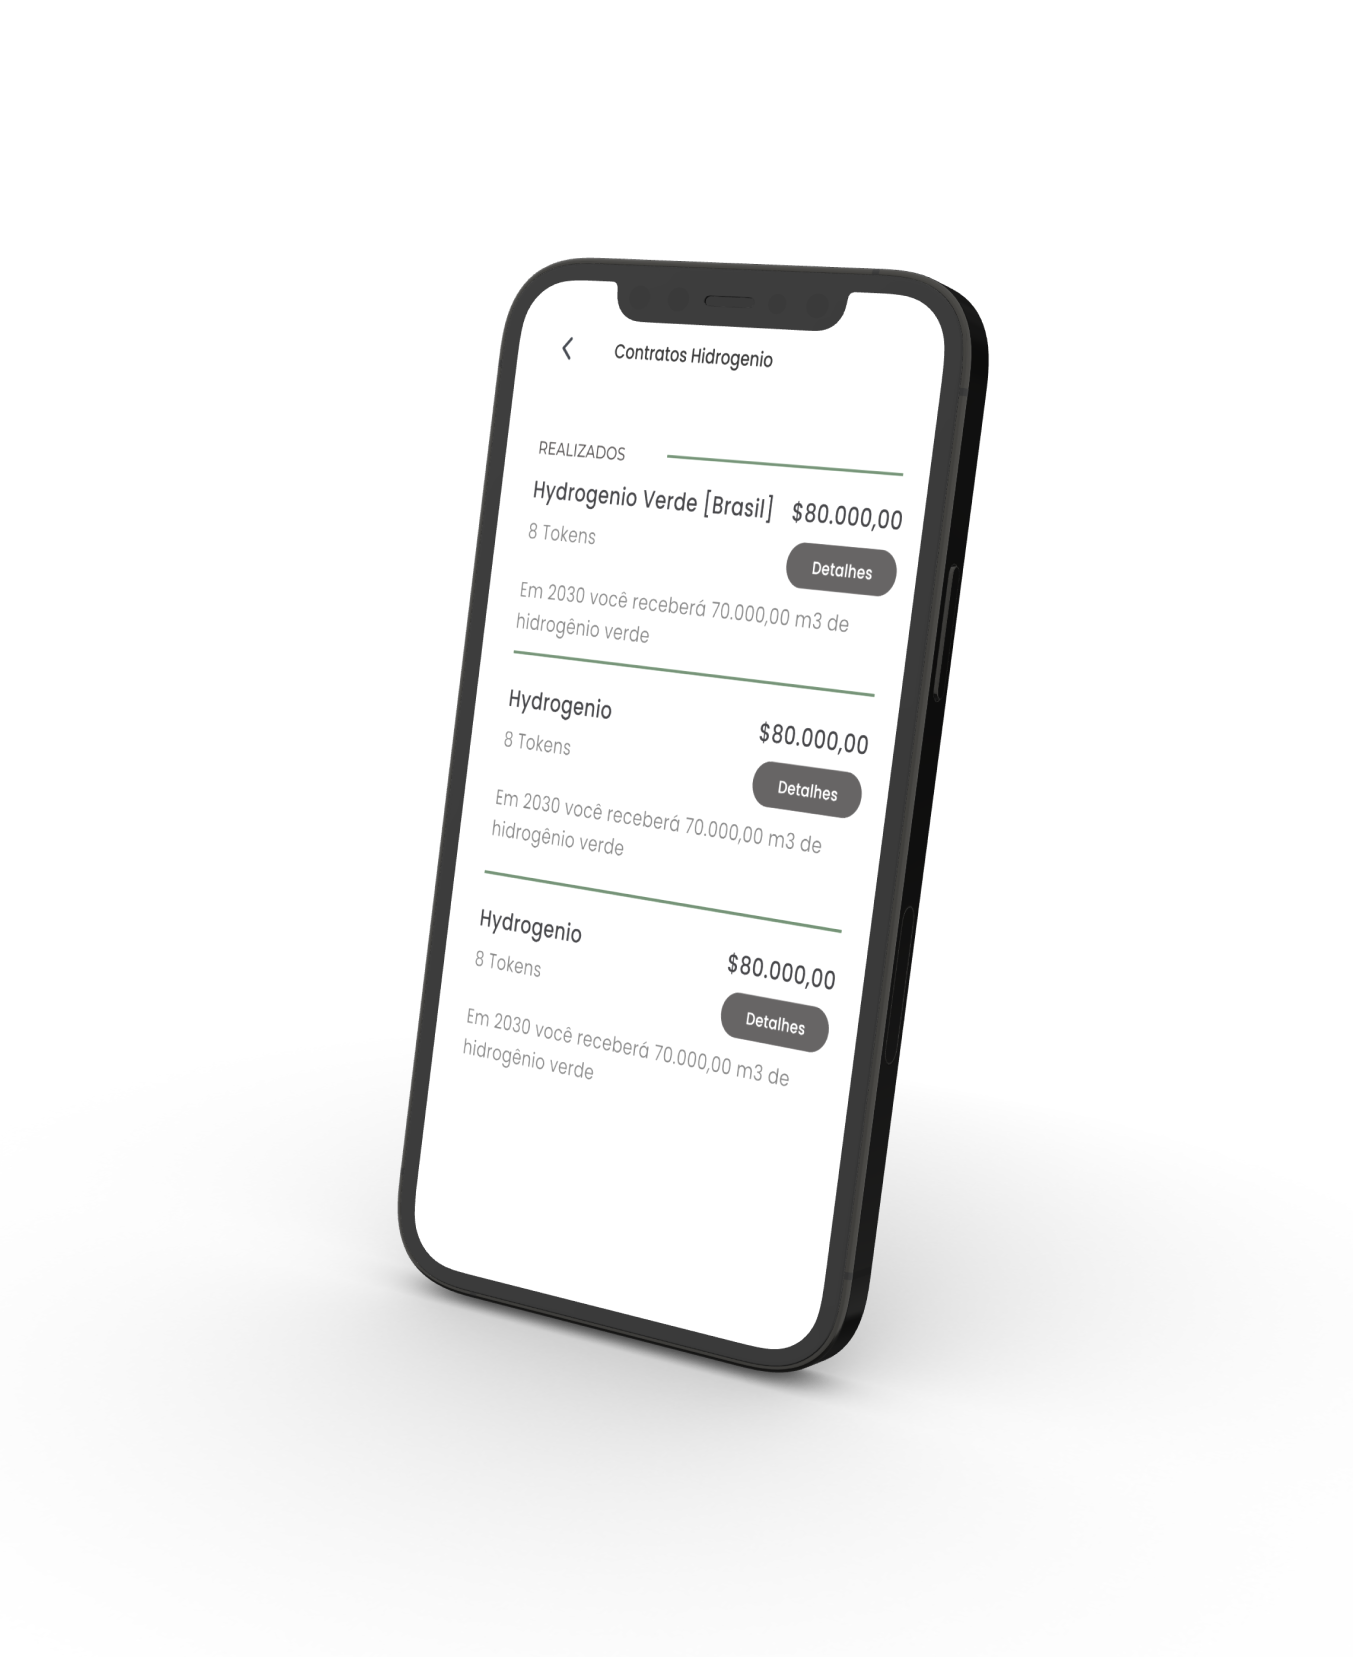 Contratos Hidrogenio
REALIZADOS
Hydrogenio Verde [Brasil] $80.000,00
8 Tokens
Detalhes
Em 2030 você receberá 70.000,00 m3 de
hidrogênio verde
Hydrogenio
$80.000,00
8 Tokens
Detalhes
Em 2030 você receberá 70.000,00 m3 de
hidrogênio verde
Hydrogenio
$80.000,00
8 Tokens
Detalhes
Em 2030 você receberá 70.000,00 m3 de
hidrogênio verde